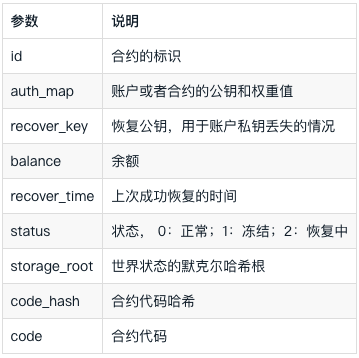 参数 说明
id 合约的标识
auth_map 账户或者合约的公钥和权重值
recover_key 恢复公钥，用于账户私钥丢失的情况
balance 余额
recover_time 上次成功恢复的时间
status 状态， 0：正常；1：冻结；2：恢复中
storage_root 世界状态的默克尔哈希根
code_hash 合约代码哈希
code 合约代码